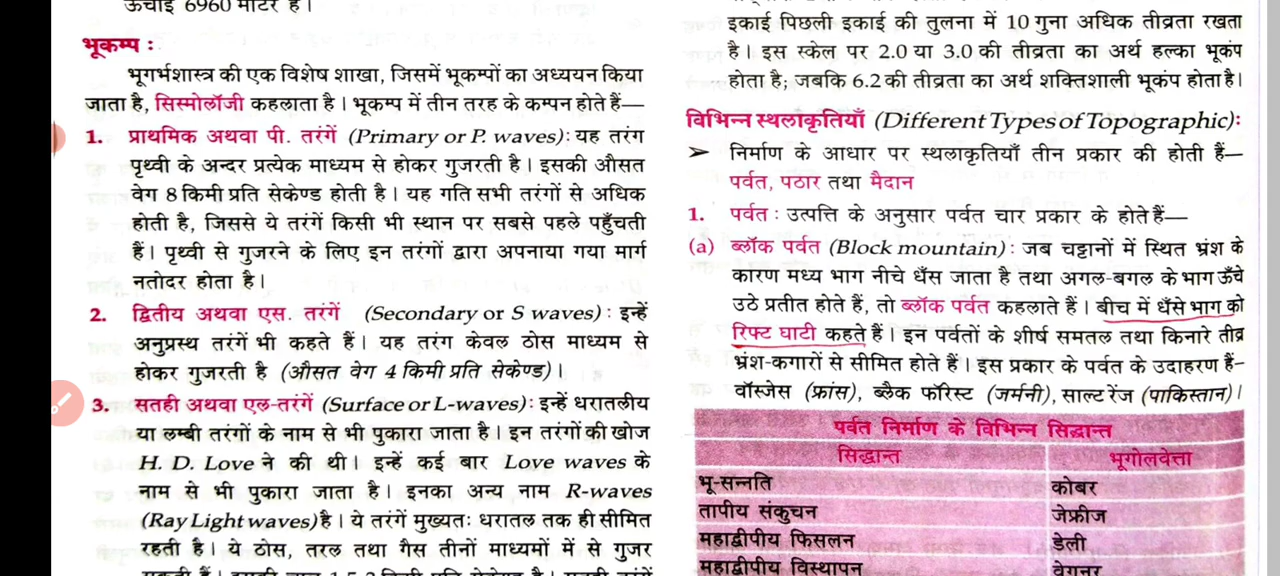 ऊँचाई 6960 मीटर है।
भूकम्प :
भूगर्भशास्त्र की एक विशेष शाखा, जिसमें भूकम्पों का अध्ययन किया
जाता है, सिस्मोलॉजी कहलाता है। भूकम्प में तीन तरह के कम्पन होते हैं—
1. प्राथमिक अथवा पी. तरंगें (Primary or P. waves) : यह तरंग
पृथ्वी के अन्दर प्रत्येक माध्यम से होकर गुजरती है। इसकी औसत
वेग 8 किमी प्रति सेकेण्ड होती है। यह गति सभी तरंगों से अधिक
होती है, जिससे ये तरंगें किसी भी स्थान पर सबसे पहले पहुँचती
हैं। पृथ्वी से गुजरने के लिए इन तरंगों द्वारा अपनाया गया मार्ग
नतोदर होता है।
2. द्वितीय अथवा एस. तरंगें (Secondary or S waves) : इन्हें
अनुप्रस्थ तरंगें भी कहते हैं। यह तरंग केवल ठोस माध्यम से
होकर गुजरती है (औसत वेग 4 किमी प्रति सेकेण्ड)।
3. सतही अथवा एल-तरंगें (Surface or L-waves) : इन्हें धरातलीय
या लम्बी तरंगों के नाम से भी पुकारा जाता है। इन तरंगों की खोज
H. D. Love ने की थी। इन्हें कई बार Love waves के
नाम से भी पुकारा जाता है। इनका अन्य नाम R-waves
(Ray Light waves) है। ये तरंगें मुख्यतः धरातल तक ही सीमित
रहती है। ये ठोस, तरल तथा गैस तीनों माध्यमों में से गुजर
इकाई पिछली इकाई की तुलना में 10 गुना अधिक तीव्रता रखता
है। इस स्केल पर 2.0 या 3.0 की तीव्रता का अर्थ हल्का भूकंप
होता है; जबकि 6.2 की तीव्रता का अर्थ शक्तिशाली भूकंप होता है।
विभिन्न स्थलाकृतियाँ (Different Types of Topographic) :
➤ निर्माण के आधार पर स्थलाकृतियाँ तीन प्रकार की होती हैं—
पर्वत, पठार तथा मैदान
1. पर्वत : उत्पत्ति के अनुसार पर्वत चार प्रकार के होते हैं—
(a) ब्लॉक पर्वत (Block mountain) : जब चट्टानों में स्थित भ्रंश के
कारण मध्य भाग नीचे धँस जाता है तथा अगल-बगल के भाग ऊँचे
उठे प्रतीत होते हैं, तो ब्लॉक पर्वत कहलाते हैं। बीच में धँसे भाग को
रिफ्ट घाटी कहते हैं। इन पर्वतों के शीर्ष समतल तथा किनारे तीव्र
भ्रंश-कगारों से सीमित होते हैं। इस प्रकार के पर्वत के उदाहरण हैं-
वॉस्जेस (फ्रांस), ब्लैक फॉरेस्ट (जर्मनी), साल्ट रेंज (पाकिस्तान)।
पर्वत निर्माण के विभिन्न सिद्धान्त
सिद्धान्त भूगोलवेत्ता
भू-सन्नति कोबर
तापीय संकुचन जेफ्रीज
महाद्वीपीय फिसलन डेली
महाद्वीपीय विस्थापन वेगनर